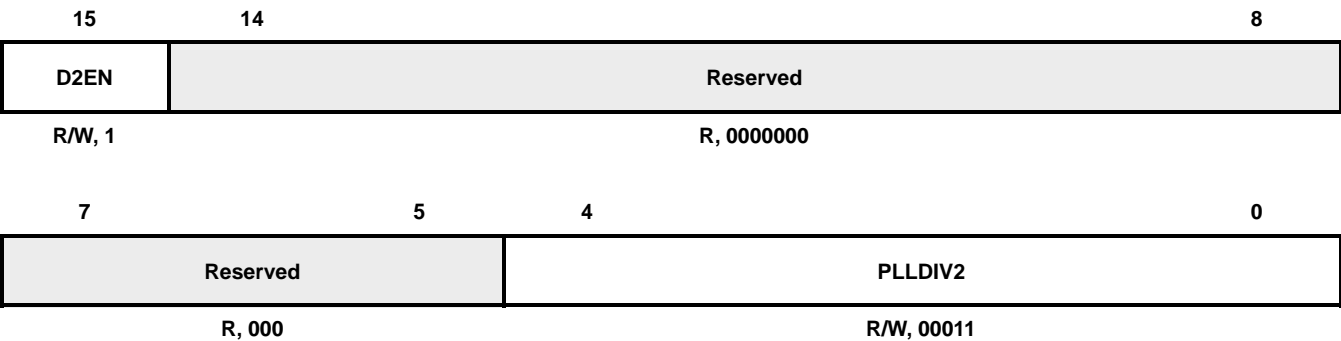 15 14 8
D2EN Reserved
R/W, 1 R, 0000000
7 5 4 0
Reserved PLLDIV2
R, 000 R/W, 00011